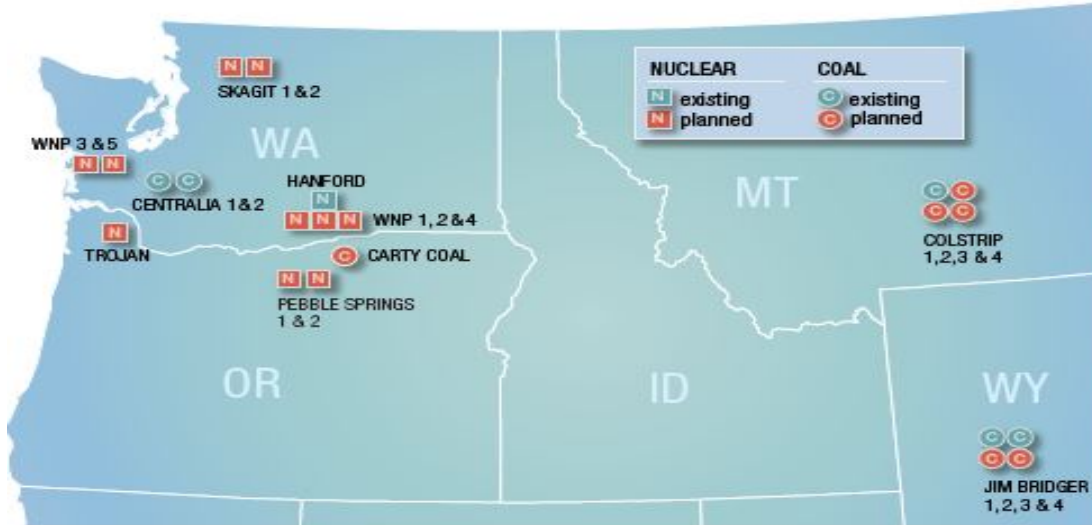 N N
SKAGIT 1 & 2
NUCLEAR COAL
N existing C existing
N planned C planned
WNP 3 & 5
N N
WA
C C
CENTRALIA 1 & 2
HANFORD
N
N N N WNP 1, 2 & 4
MT
C C
C C
COLSTRIP
1,2,3 & 4
N
TROJAN
C CARTY COAL
N N
PEBBLE SPRINGS
1 & 2
OR
ID
WY
C C
C C
JIM BRIDGER
1,2,3 & 4